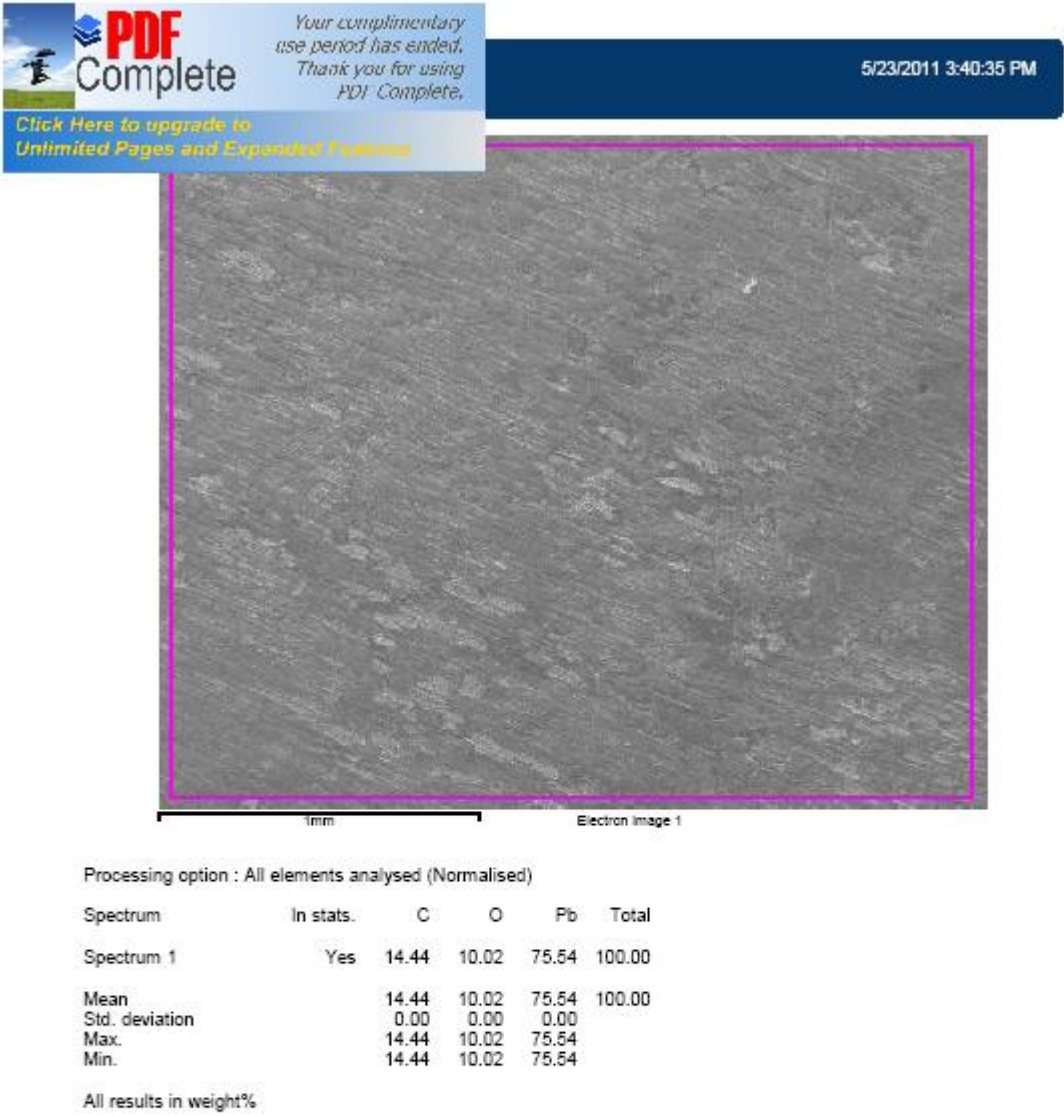 PDF
Complete
Your complimentary
use period has ended.
Thank you for using
PDF Complete.
Click Here to upgrade to
Unlimited Pages and Expanded Features
5/23/2011 3:40:35 PM
1mm Electron Image 1
Processing option : All elements analysed (Normalised)
Spectrum In stats. C O Pb Total
Spectrum 1 Yes 14.44 10.02 75.54 100.00
Mean 14.44 10.02 75.54 100.00
Std. deviation 0.00 0.00 0.00
Max. 14.44 10.02 75.54
Min. 14.44 10.02 75.54
All results in weight%